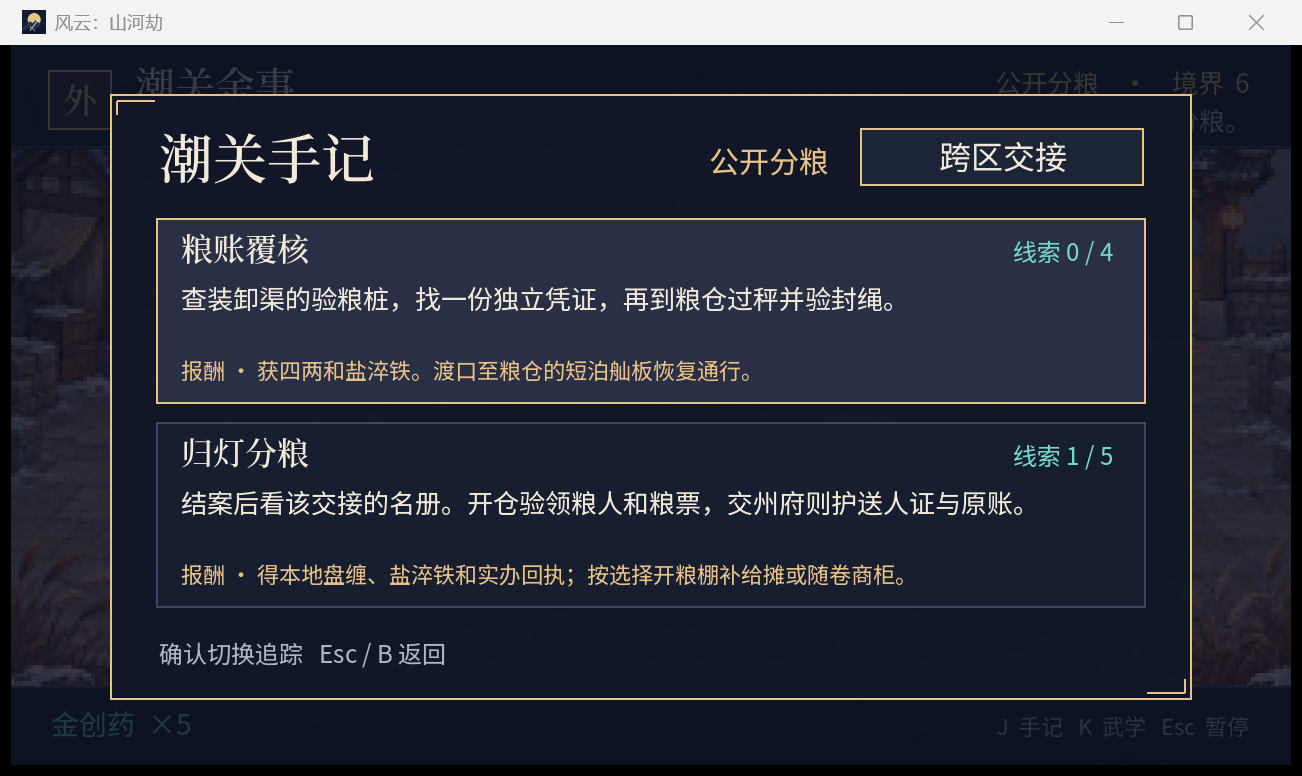 风云：山河劫
外
潮关余事
公开分粮 · 境界 6
粮。
潮关手记
公开分粮
跨区交接
粮账覆核
线索 0 / 4
查装卸渠的验粮桩，找一份独立凭证，再到粮仓过秤并验封绳。
报酬 · 获四两和盐淬铁。渡口至粮仓的短泊舢板恢复通行。
归灯分粮
线索 1 / 5
结案后看该交接的名册。开仓验领粮人和粮票，交州府则护送人证与原账。
报酬 · 得本地盘缠、盐淬铁和实办回执；按选择开粮棚补给摊或随卷商柜。
确认切换追踪 Esc / B 返回
金创药 ×5
J 手记 K 武学 Esc 暂停